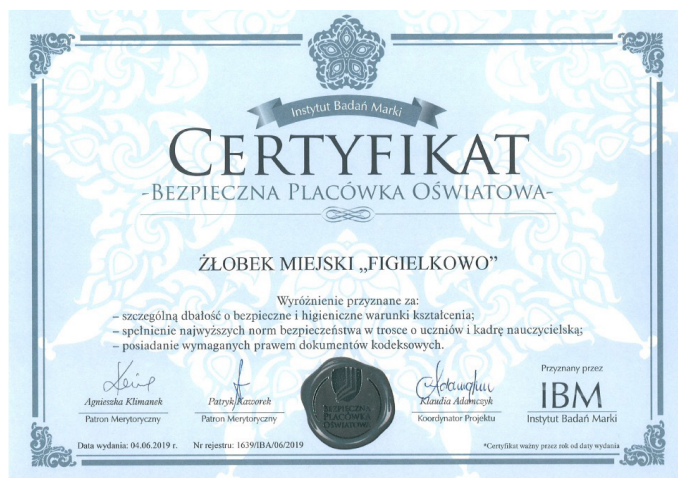 Instytut Badań Marki
CERTYFIKAT
-BEZPIECZNA PLACÓWKA OŚWIATOWA-
ŻŁOBEK MIEJSKI „FIGIELKOWO”
Wyróżnienie przyznane za:
– szczególną dbałość o bezpieczne i higieniczne warunki kształcenia;
– spełnienie najwyższych norm bezpieczeństwa w trosce o uczniów i kadrę nauczycielską;
– posiadanie wymaganych prawem dokumentów kodeksowych.
Agnieszka Klimanek
Patron Merytoryczny
Patryk Kaworek
Patron Merytoryczny
BEZPIECZNA
PLACÓWKA
OŚWIATOWA
Klaudia Adamczyk
Koordynator Projektu
Przyznany przez
IBM
Instytut Badań Marki
Data wydania: 04.06.2019 r.
Nr rejestru: 1639/IBA/06/2019
*Certyfikat ważny przez rok od daty wydania